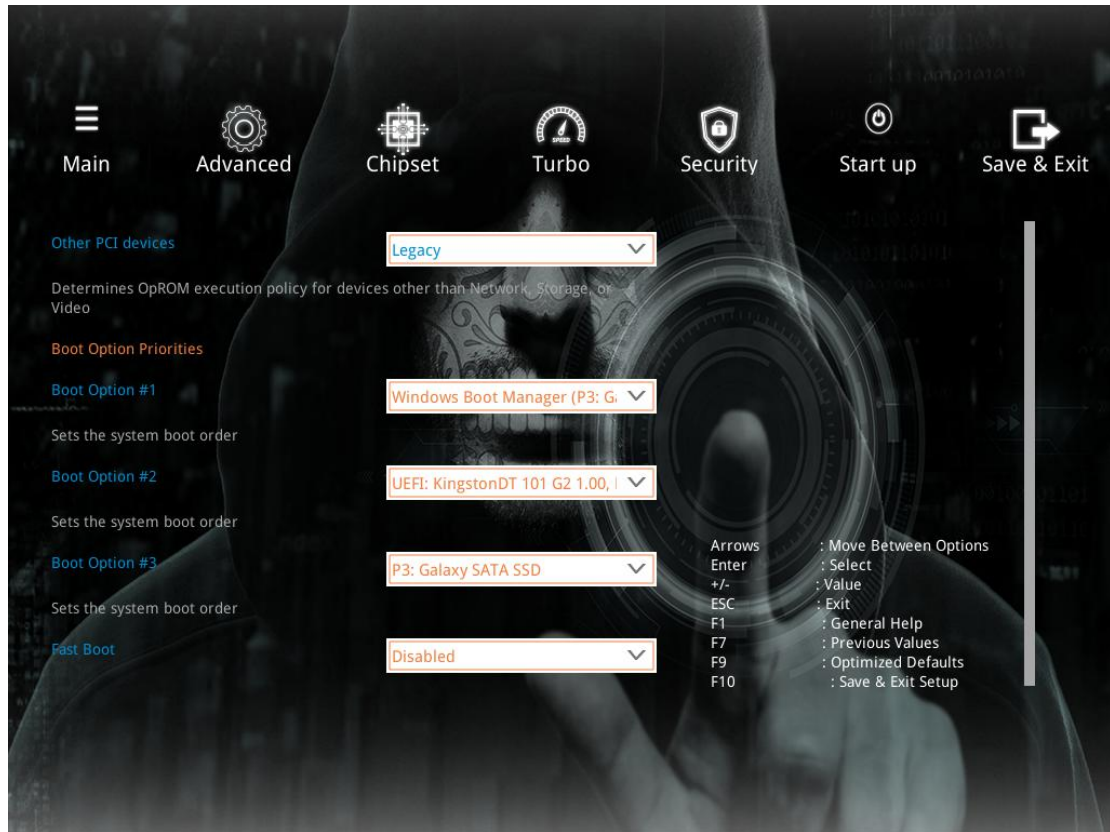 Main
Advanced
Chipset
SPEED
Turbo
Security
Start up
Save & Exit
Other PCI devices
Legacy
Determines OpROM execution policy for devices other than Network, Storage, or
Video
Boot Option Priorities
Boot Option #1
Windows Boot Manager (P3: Ga
Sets the system boot order
Boot Option #2
UEFI: KingstonDT 101 G2 1.00,
Sets the system boot order
Boot Option #3
P3: Galaxy SATA SSD
Sets the system boot order
Fast Boot
Disabled
Arrows : Move Between Options
Enter : Select
+/- : Value
ESC : Exit
F1 : General Help
F7 : Previous Values
F9 : Optimized Defaults
F10 : Save & Exit Setup